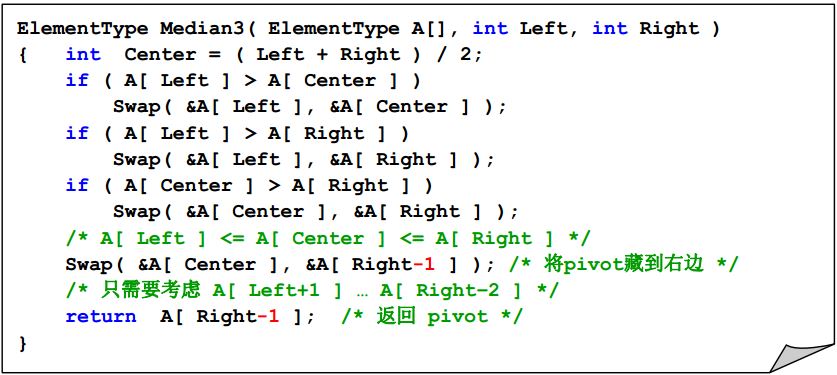 ElementType Median3( ElementType A[], int Left, int Right )
{   int  Center = ( Left + Right ) / 2;
    if ( A[ Left ] > A[ Center ] )
        Swap( &A[ Left ], &A[ Center ] );
    if ( A[ Left ] > A[ Right ] )
        Swap( &A[ Left ], &A[ Right ] );
    if ( A[ Center ] > A[ Right ] )
        Swap( &A[ Center ], &A[ Right ] );
    /* A[ Left ] <= A[ Center ] <= A[ Right ] */
    Swap( &A[ Center ], &A[ Right-1 ] ); /* 将pivot藏到右边 */
    /* 只需要考虑 A[ Left+1 ] … A[ Right–2 ] */
    return  A[ Right-1 ];  /* 返回 pivot */
}